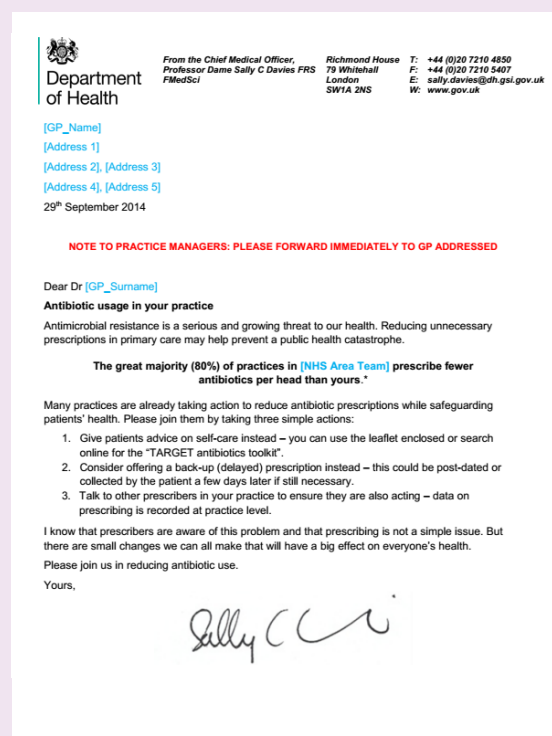 Department
of Health
From the Chief Medical Officer,
Professor Dame Sally C Davies FRS
FMedSci
Richmond House
79 Whitehall
London
SW1A 2NS
T: +44 (0)20 7210 4850
F: +44 (0)20 7210 5407
E: sally.davies@dh.gsi.gov.uk
W: www.gov.uk
[GP_Name]
[Address 1]
[Address 2], [Address 3]
[Address 4], [Address 5]
29th September 2014
NOTE TO PRACTICE MANAGERS: PLEASE FORWARD IMMEDIATELY TO GP ADDRESSED
Dear Dr [GP_Surname]
Antibiotic usage in your practice
Antimicrobial resistance is a serious and growing threat to our health. Reducing unnecessary
prescriptions in primary care may help prevent a public health catastrophe.
The great majority (80%) of practices in [NHS Area Team] prescribe fewer
antibiotics per head than yours.*
Many practices are already taking action to reduce antibiotic prescriptions while safeguarding
patients' health. Please join them by taking three simple actions:
1. Give patients advice on self-care instead – you can use the leaflet enclosed or search
online for the "TARGET antibiotics toolkit".
2. Consider offering a back-up (delayed) prescription instead – this could be post-dated or
collected by the patient a few days later if still necessary.
3. Talk to other prescribers in your practice to ensure they are also acting – data on
prescribing is recorded at practice level.
I know that prescribers are aware of this problem and that prescribing is not a simple issue. But
there are small changes we can all make that will have a big effect on everyone's health.
Please join us in reducing antibiotic use.
Yours,
Sally C